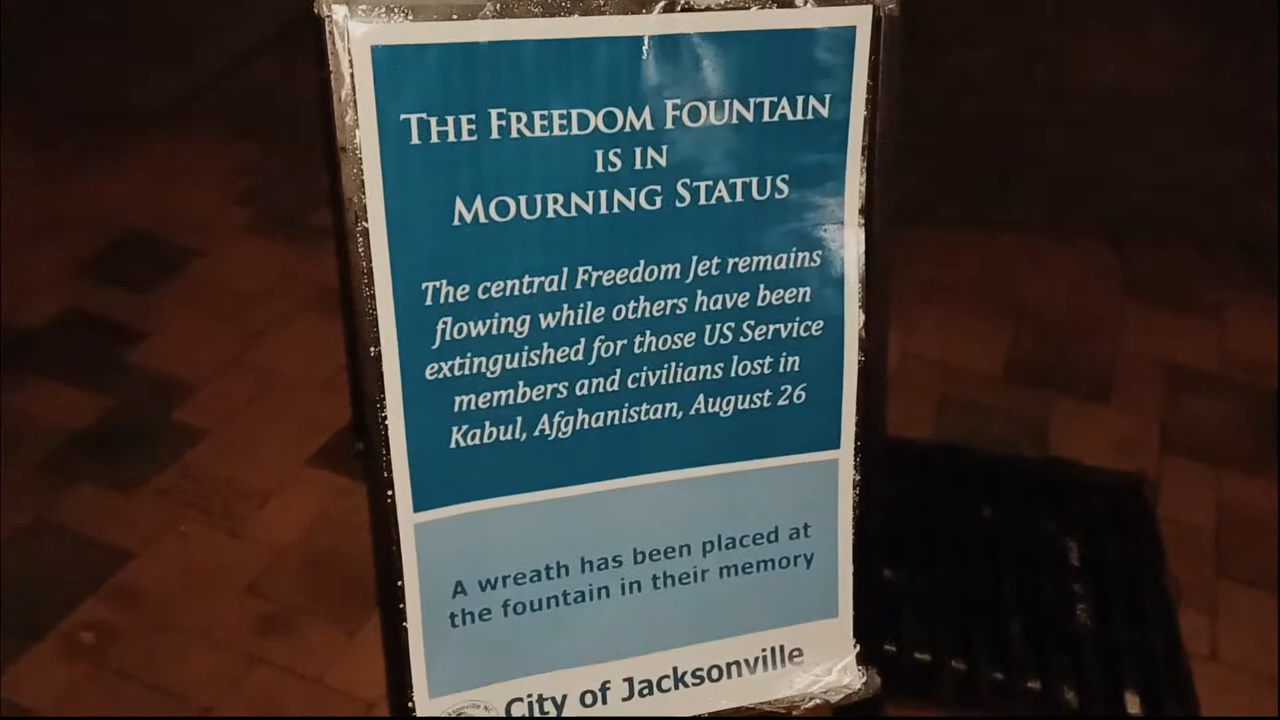 THE FREEDOM FOUNTAIN
IS IN
MOURNING STATUS
The central Freedom Jet remains
flowing while others have been
extinguished for those US Service
members and civilians lost in
Kabul, Afghanistan, August 26
A wreath has been placed at
the fountain in their memory
City of Jacksonville